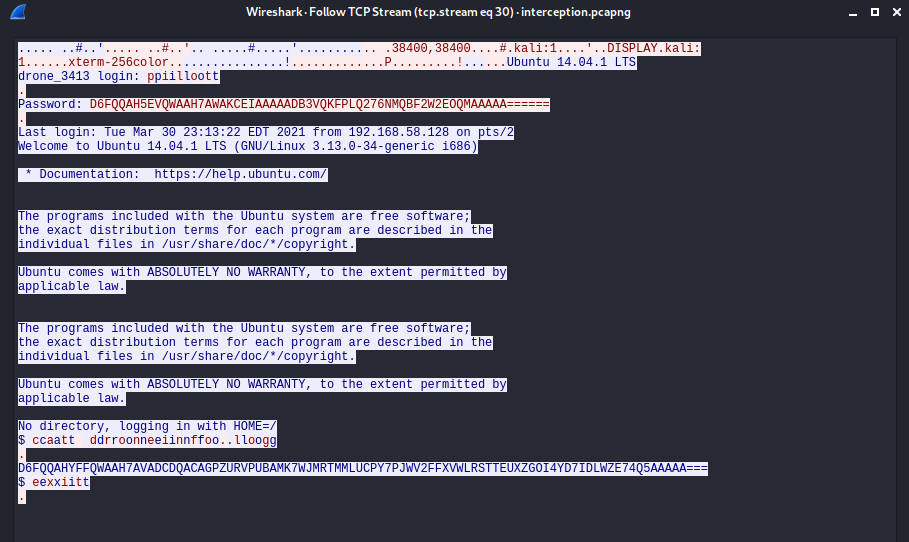 Wireshark · Follow TCP Stream (tcp.stream eq 30) · interception.pcapng
..... ..#..'..... ..#..'.. .....#.....'.......... .38400,38400....#.kali:1....'..DISPLAY.kali:
1......xterm-256color...............!.............P.........!......Ubuntu 14.04.1 LTS
drone_3413 login: ppiilloott
.
Password: D6FQQAH5EVQWAAH7AWAKCEIAAAAADB3VQKFPLQ276NMQBF2W2EOQMAAAAA======
.
Last login: Tue Mar 30 23:13:22 EDT 2021 from 192.168.58.128 on pts/2
Welcome to Ubuntu 14.04.1 LTS (GNU/Linux 3.13.0-34-generic i686)
* Documentation:  https://help.ubuntu.com/
The programs included with the Ubuntu system are free software;
the exact distribution terms for each program are described in the
individual files in /usr/share/doc/*/copyright.
Ubuntu comes with ABSOLUTELY NO WARRANTY, to the extent permitted by
applicable law.
The programs included with the Ubuntu system are free software;
the exact distribution terms for each program are described in the
individual files in /usr/share/doc/*/copyright.
Ubuntu comes with ABSOLUTELY NO WARRANTY, to the extent permitted by
applicable law.
No directory, logging in with HOME=/
$ ccaatt  ddrroonneeiinnffoo..lloogg
.
D6FQQAHYFFQWAAH7AVADCDQACAGPZURVPUBAMK7WJMRTMMLUCPY7PJWV2FFXVWLRSTTEUXZGOI4YD7IDLWZE74Q5AAAAA===
$ eexxiitt
.